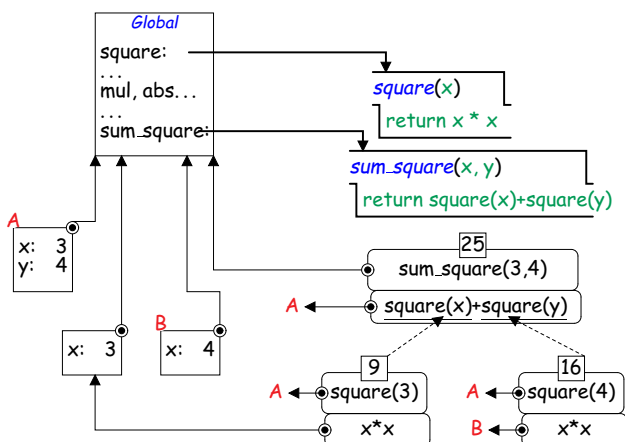 Global
square:
...
mul, abs...
...
sum_square:
square(x)
return x * x
sum_square(x, y)
return square(x)+square(y)
A
x: 3
y: 4
25
sum_square(3,4)
A
square(x)+square(y)
x: 3
B
x: 4
9
A
square(3)
x*x
16
A
square(4)
B
x*x